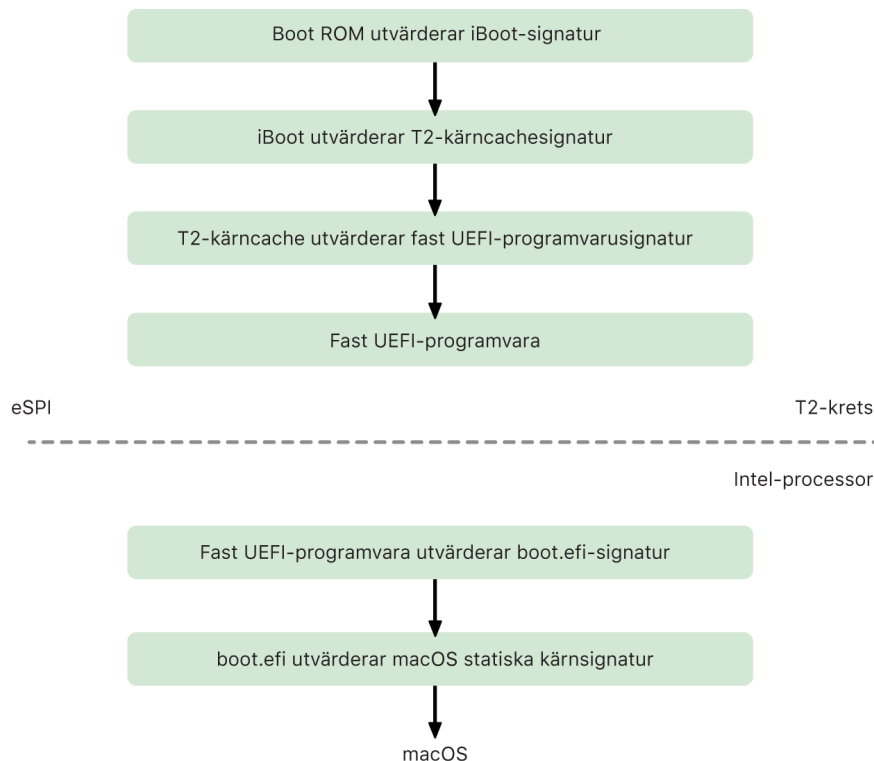 Boot ROM utvärderar iBoot-signatur
iBoot utvärderar T2-kärncachesignatur
T2-kärncache utvärderar fast UEFI-programvarusignatur
Fast UEFI-programvara
eSPI
T2-krets
Intel-processor
Fast UEFI-programvara utvärderar boot.efi-signatur
boot.efi utvärderar macOS statiska kärnsignatur
macOS